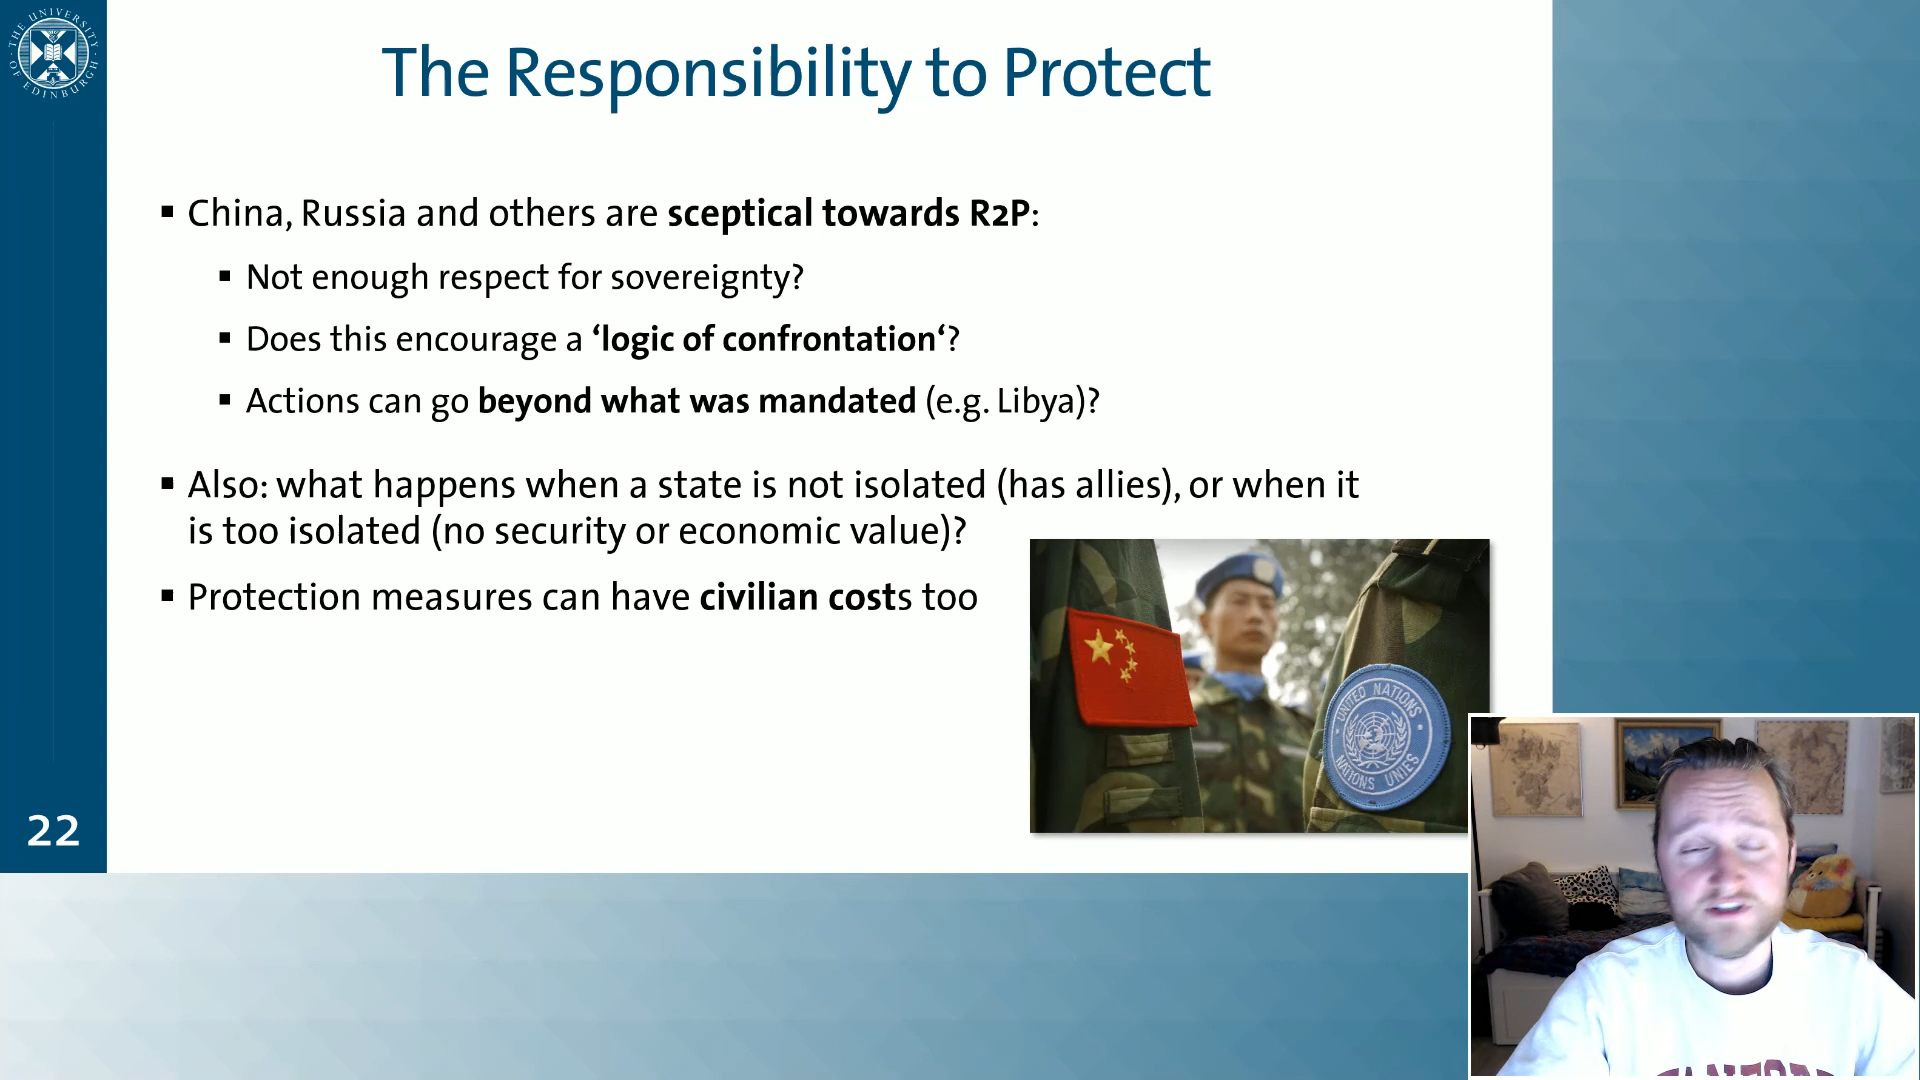 THE UNIVERSITY OF EDINBURGH
The Responsibility to Protect
▪ China, Russia and others are sceptical towards R2P:
▪ Not enough respect for sovereignty?
▪ Does this encourage a ‘logic of confrontation‘?
▪ Actions can go beyond what was mandated (e.g. Libya)?
▪ Also: what happens when a state is not isolated (has allies), or when it
is too isolated (no security or economic value)?
▪ Protection measures can have civilian costs too
UNITED NATIONS
NATIONS UNIES
22